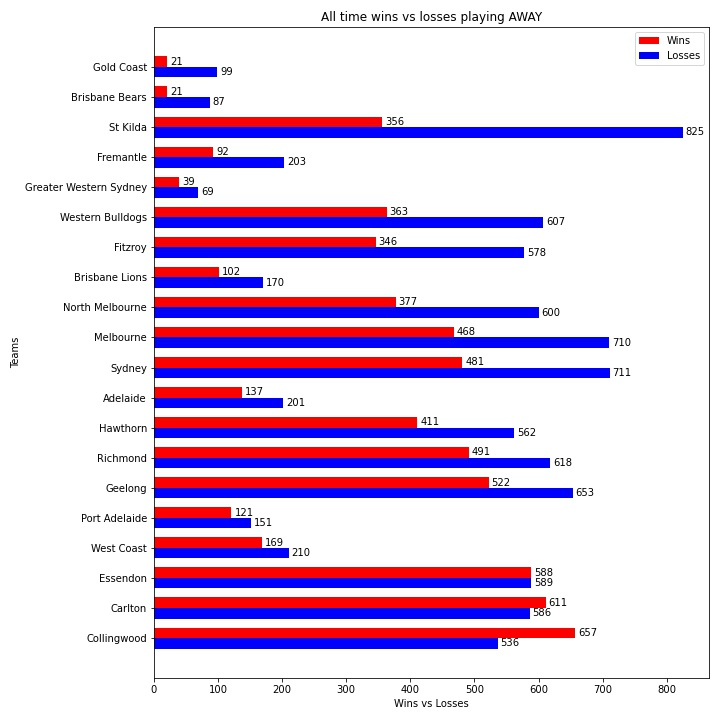 All time wins vs losses playing AWAY
Wins
Losses
Teams
Gold Coast 21
99
Brisbane Bears 21
87
St Kilda 356
825
Fremantle 92
203
Greater Western Sydney 39
69
Western Bulldogs 363
607
Fitzroy 346
578
Brisbane Lions 102
170
North Melbourne 377
600
Melbourne 468
710
Sydney 481
711
Adelaide 137
201
Hawthorn 411
562
Richmond 491
618
Geelong 522
653
Port Adelaide 121
151
West Coast 169
210
Essendon 588
589
Carlton 611
586
Collingwood 657
536
0 100 200 300 400 500 600 700 800
Wins vs Losses